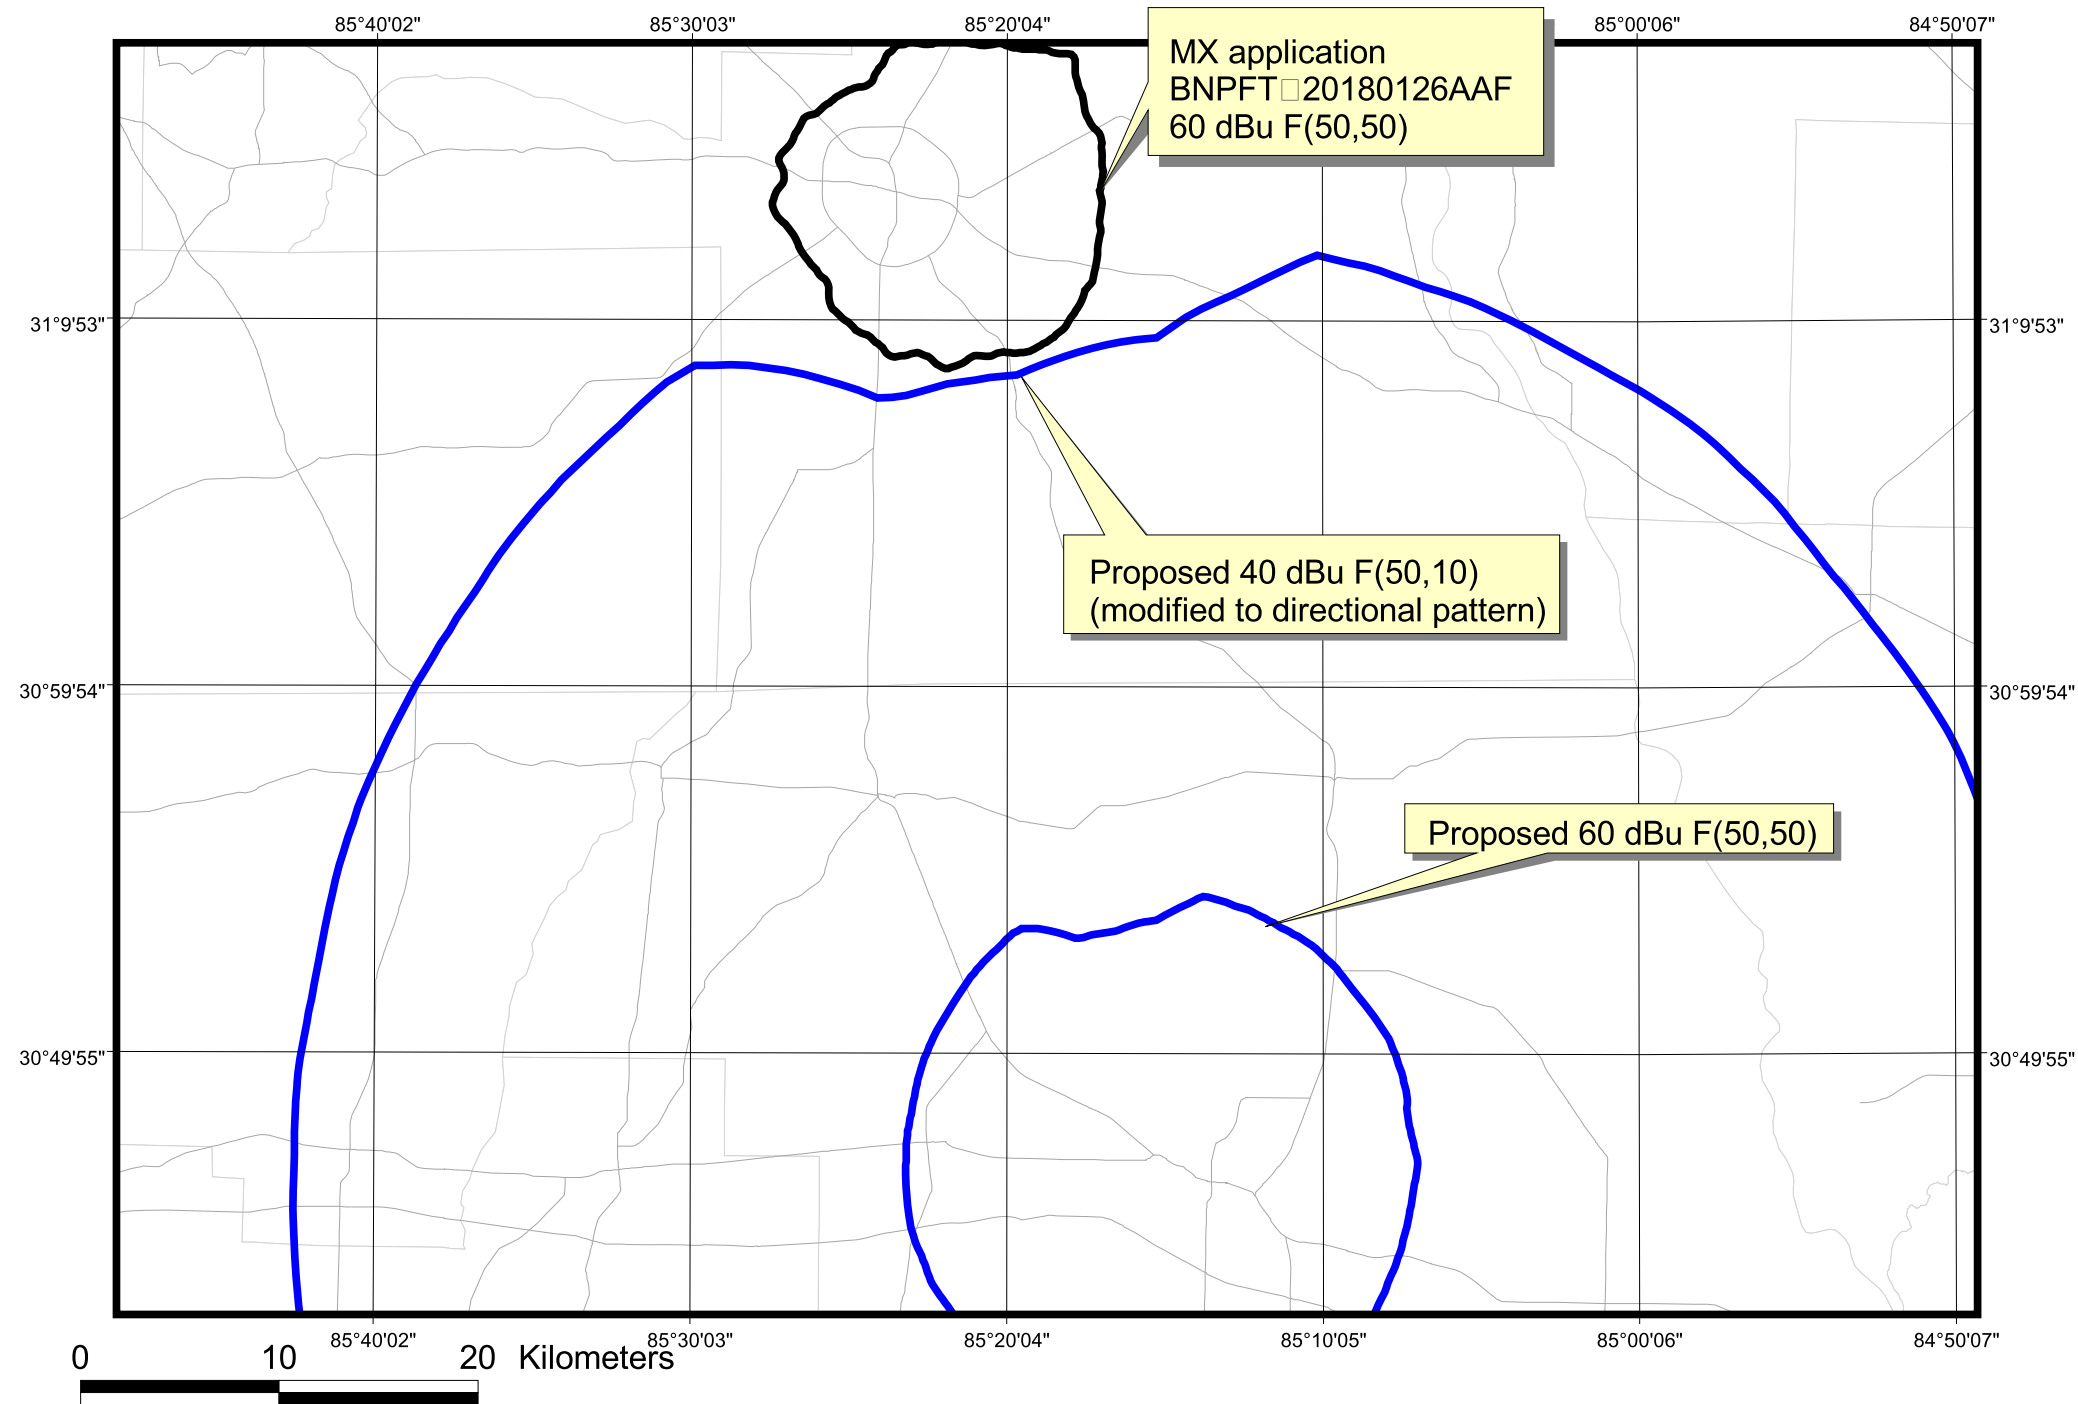 85°40'02" 85°30'03" 85°20'04" 85°00'06" 84°50'07"
MX application
BNPFT□20180126AAF
60 dBu F(50,50)
31°9'53" 31°9'53"
Proposed 40 dBu F(50,10)
(modified to directional pattern)
30°59'54" 30°59'54"
Proposed 60 dBu F(50,50)
30°49'55" 30°49'55"
85°40'02" 85°30'03" 85°20'04" 85°10'05" 85°00'06" 84°50'07"
0 10 20 Kilometers